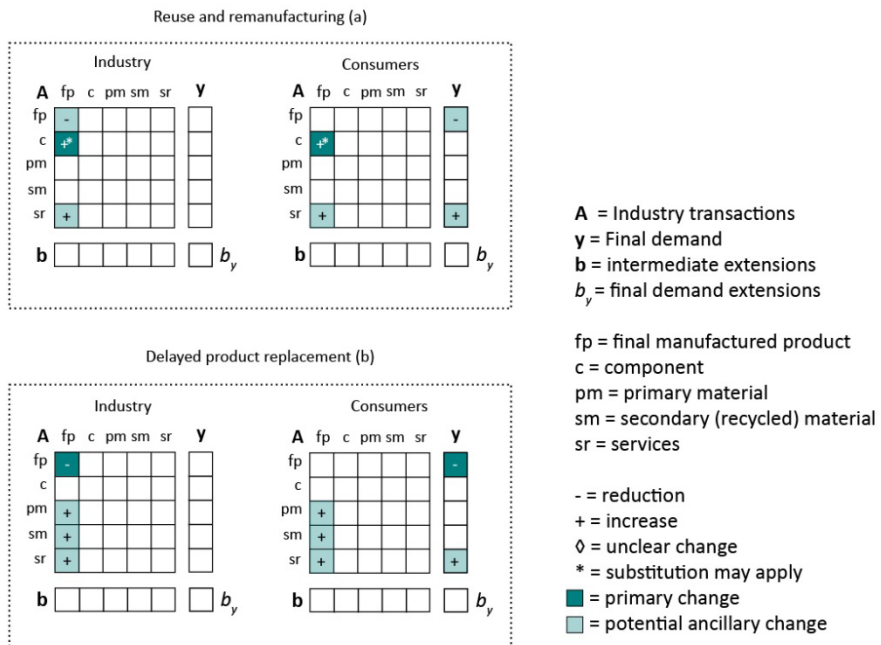 Reuse and remanufacturing (a)
Industry Consumers
A fp c pm sm sr y A fp c pm sm sr y
fp - fp -
c +* c +*
pm pm
sm sm
sr + sr + +
b b_y b b_y
Delayed product replacement (b)
Industry Consumers
A fp c pm sm sr y A fp c pm sm sr y
fp - fp -
c c
pm + pm +
sm + sm +
sr + sr + +
b b_y b b_y
A = Industry transactions
y = Final demand
b = intermediate extensions
b_y = final demand extensions
fp = final manufactured product
c = component
pm = primary material
sm = secondary (recycled) material
sr = services
- = reduction
+ = increase
◊ = unclear change
* = substitution may apply
= primary change
= potential ancillary change